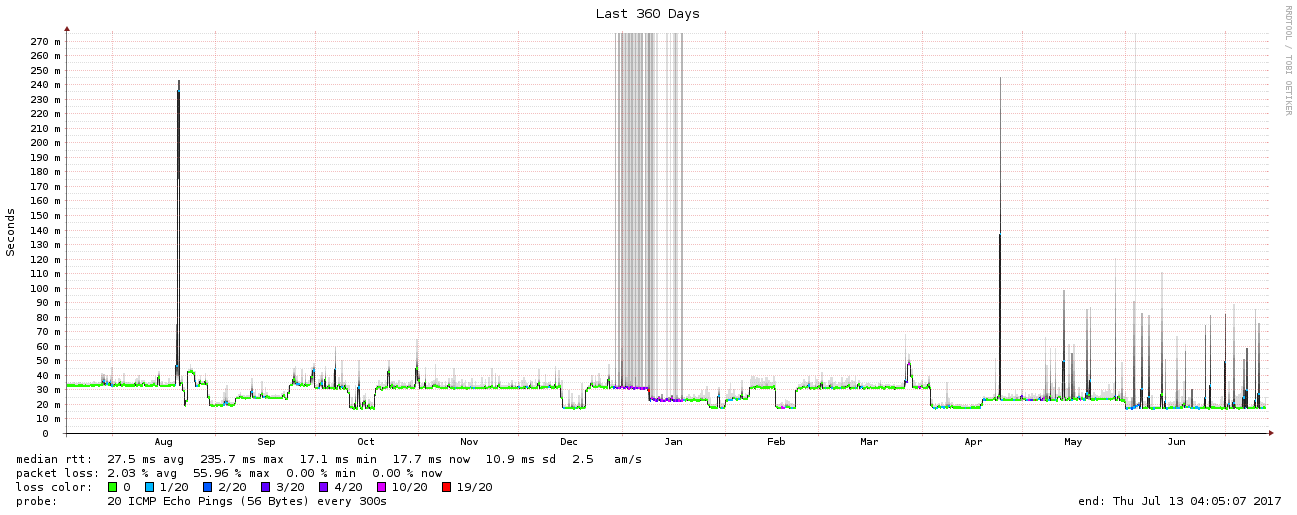 Last 360 Days
RRDTOOL / TOBI OETIKER
Seconds
270 m
260 m
250 m
240 m
230 m
220 m
210 m
200 m
190 m
180 m
170 m
160 m
150 m
140 m
130 m
120 m
110 m
100 m
90 m
80 m
70 m
60 m
50 m
40 m
30 m
20 m
10 m
0
Aug Sep Oct Nov Dec Jan Feb Mar Apr May Jun
median rtt: 27.5 ms avg 235.7 ms max 17.1 ms min 17.7 ms now 10.9 ms sd 2.5 am/s
packet loss: 2.03 % avg 55.96 % max 0.00 % min 0.00 % now
loss color: 0 1/20 2/20 3/20 4/20 10/20 19/20
probe: 20 ICMP Echo Pings (56 Bytes) every 300s end: Thu Jul 13 04:05:07 2017